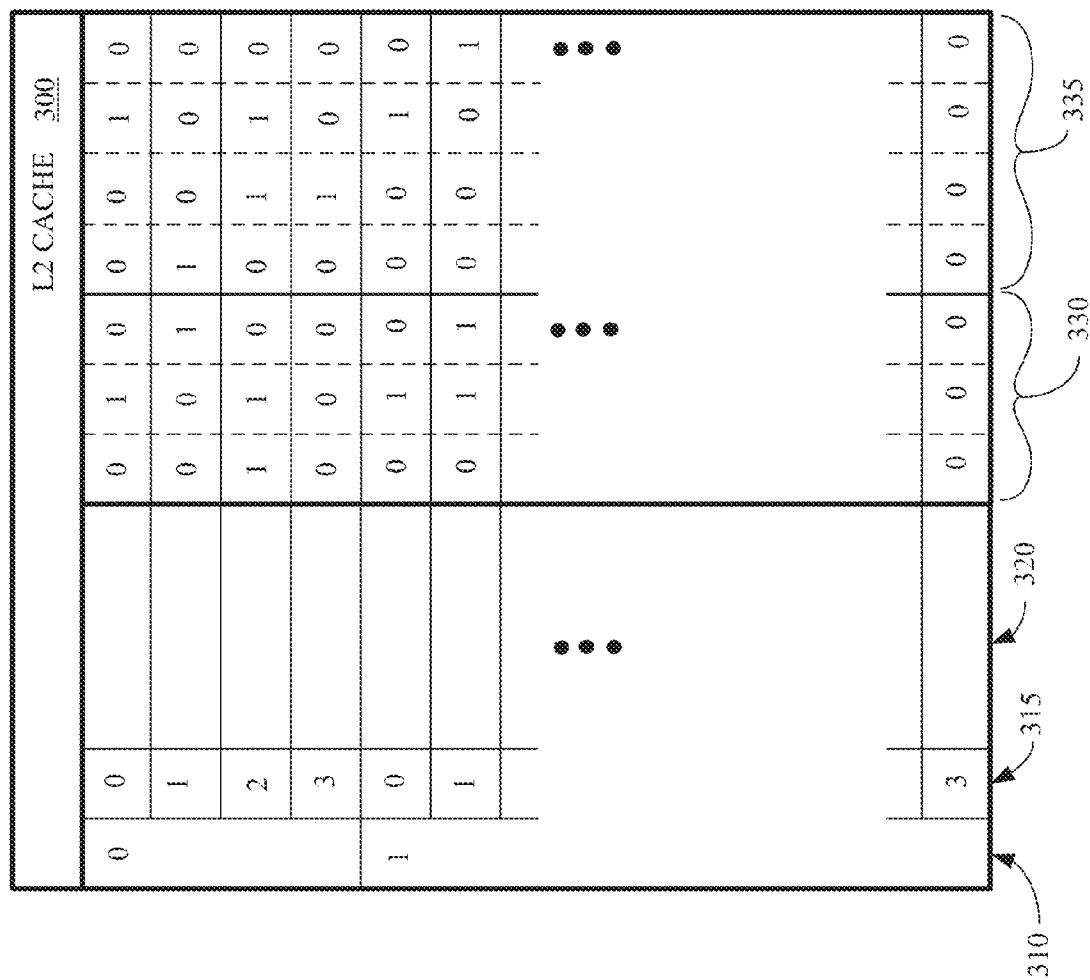 L2 CACHE 300
0 0 0 1 0 0 0 1 0
1 0 0 1 1 0 0 0
2 1 1 0 0 1 1 0
3 0 0 0 0 1 0 0
1 0 0 1 0 0 0 1 0
1 0 1 1 0 0 0 1
3 0 0 0 0 0 0 0
310 315 320 330 335